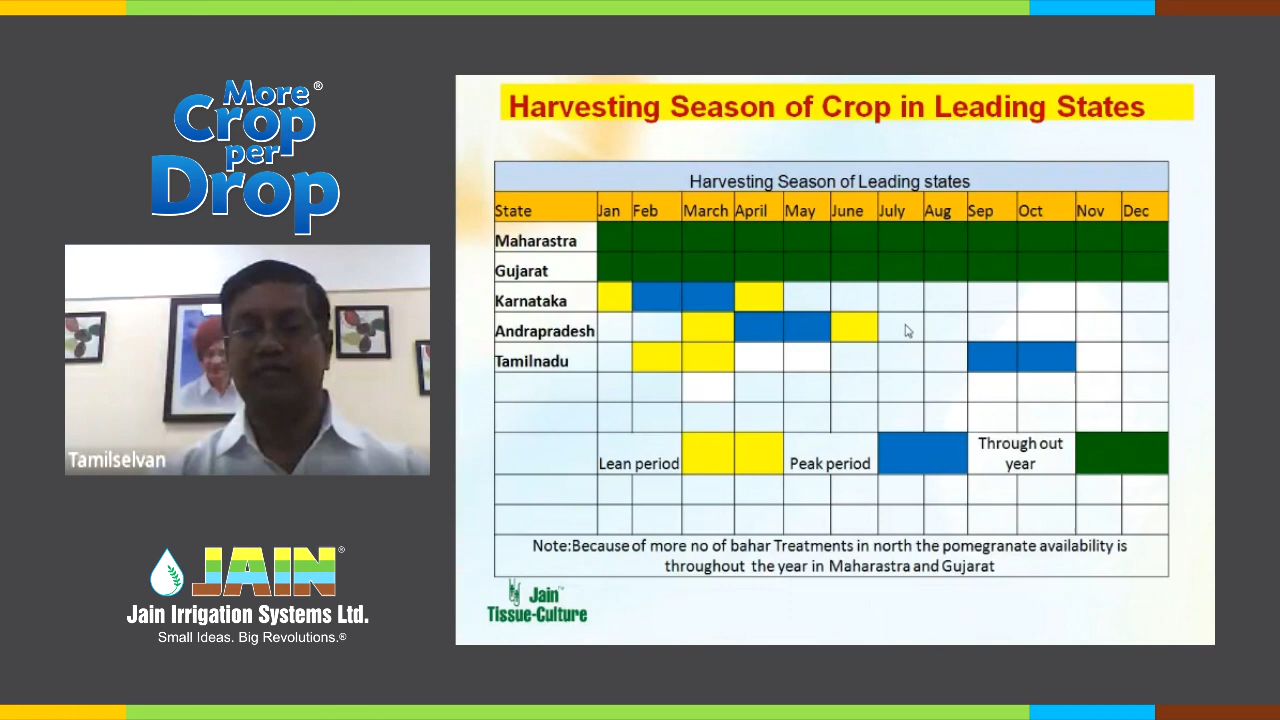 More®
Crop
per
Drop
Tamilselvan
JAIN®
Jain Irrigation Systems Ltd.
Small Ideas. Big Revolutions.®
Harvesting Season of Crop in Leading States
Harvesting Season of Leading states
State Jan Feb March April May June July Aug Sep Oct Nov Dec
Maharastra
Gujarat
Karnataka
Andrapradesh
Tamilnadu
Lean period Peak period Through out
year
Note:Because of more no of bahar Treatments in north the pomegranate availability is
throughout the year in Maharastra and Gujarat
Jain™
Tissue-Culture